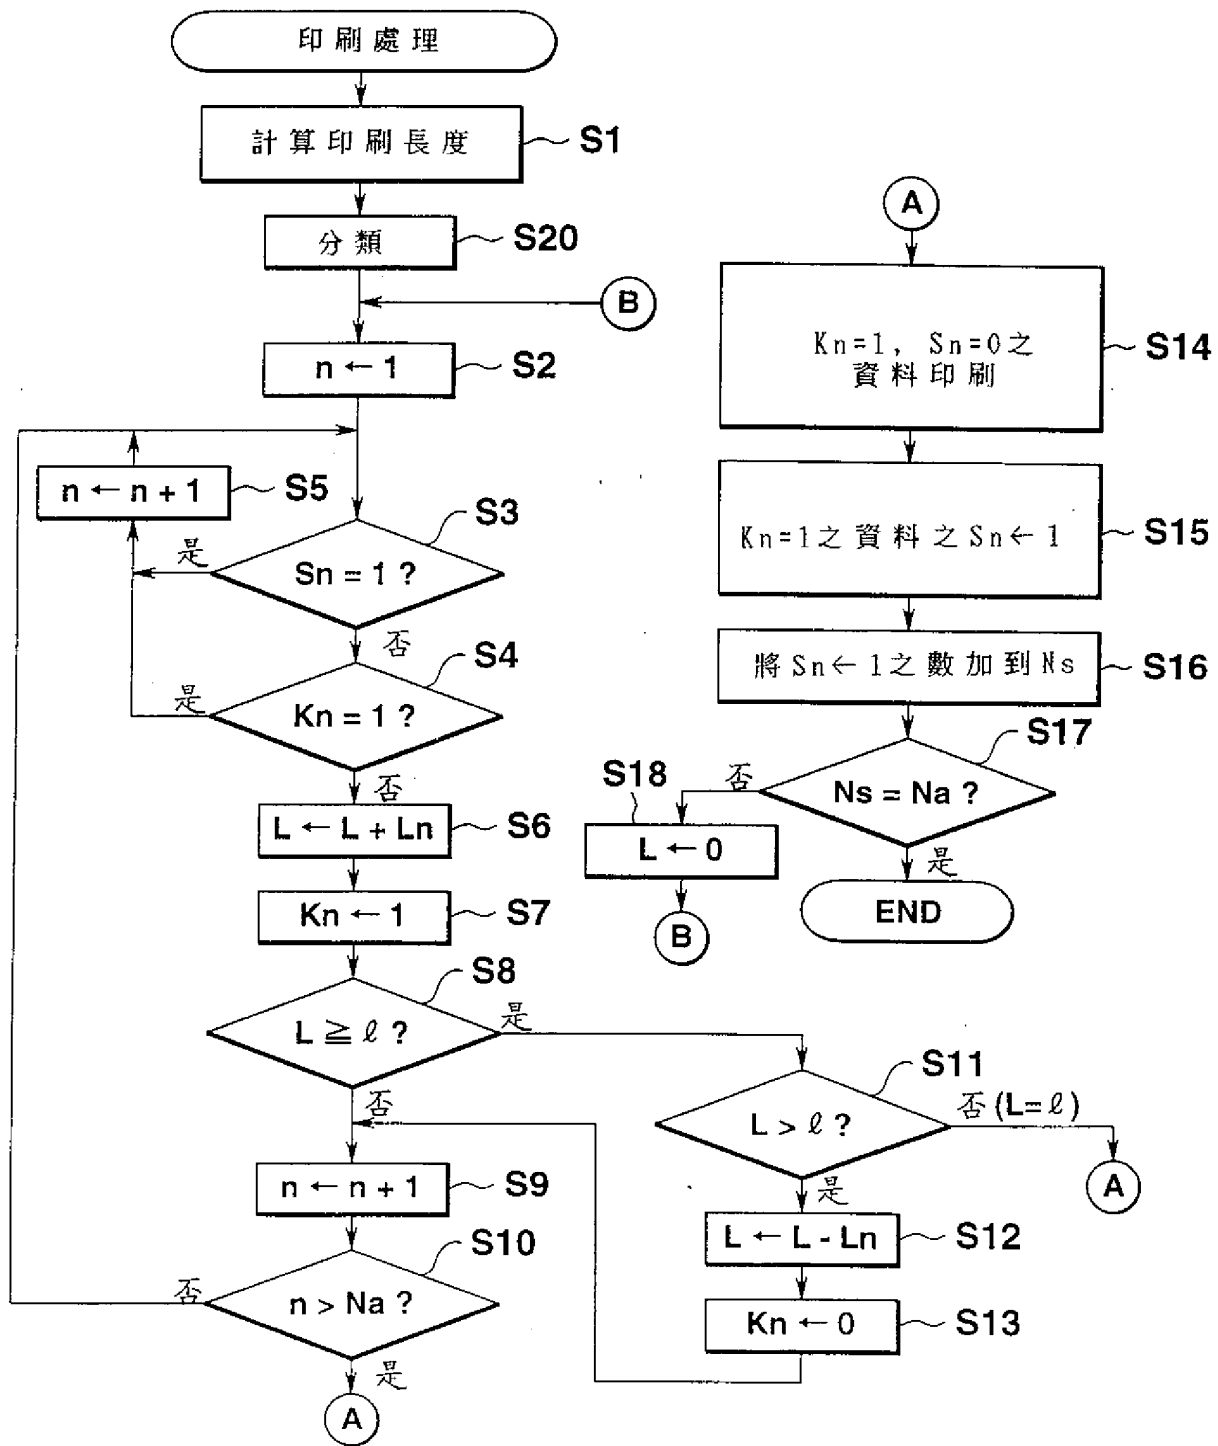 印刷處理
計算印刷長度
S1
分類
S20
B
n ← 1
S2
n ← n + 1
S5
是
Sn = 1 ?
S3
否
是
Kn = 1 ?
S4
否
L ← L + Ln
S6
Kn ← 1
S7
L ≧ ℓ ?
S8
是
否
n ← n + 1
S9
否
n > Na ?
S10
是
A
L > ℓ ?
S11
否 (L=ℓ)
A
是
L ← L - Ln
S12
Kn ← 0
S13
A
Kn=1, Sn=0之
資料印刷
S14
Kn=1之資料之Sn←1
S15
將Sn←1之數加到Ns
S16
Ns = Na ?
S17
否
S18
L ← 0
B
是
END